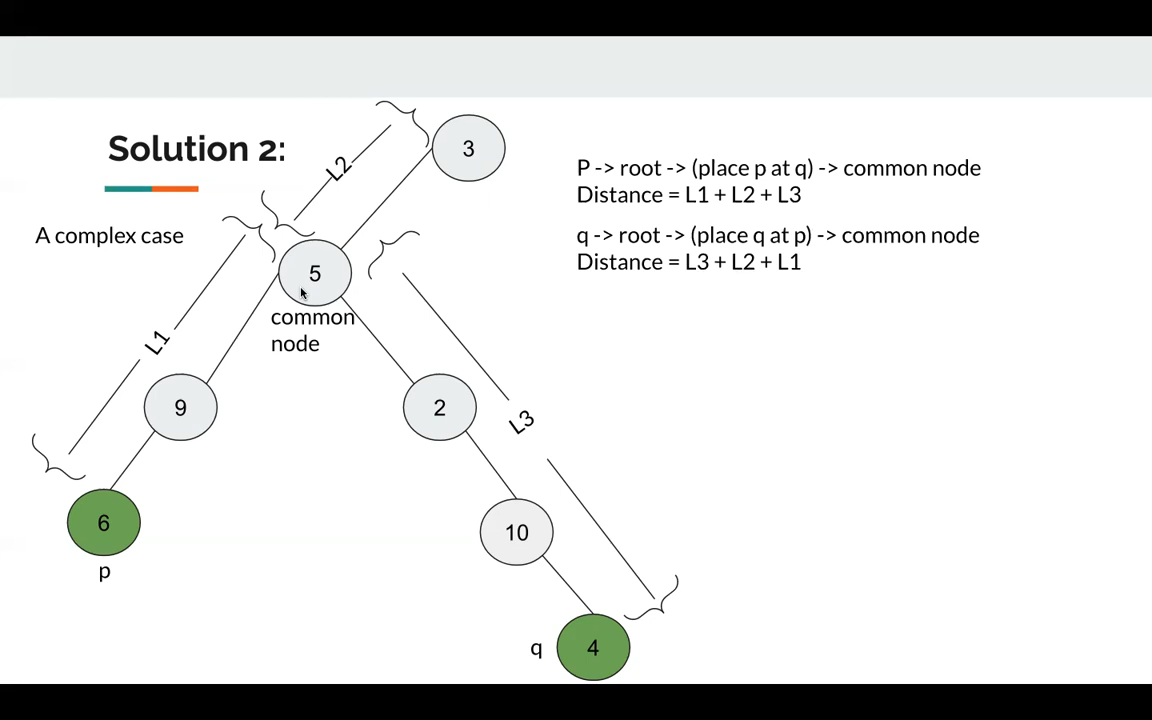 Solution 2:
A complex case
P -> root -> (place p at q) -> common node
Distance = L1 + L2 + L3
q -> root -> (place q at p) -> common node
Distance = L3 + L2 + L1
3
L2
5
common
node
L1
9
2
L3
6
p
10
q
4